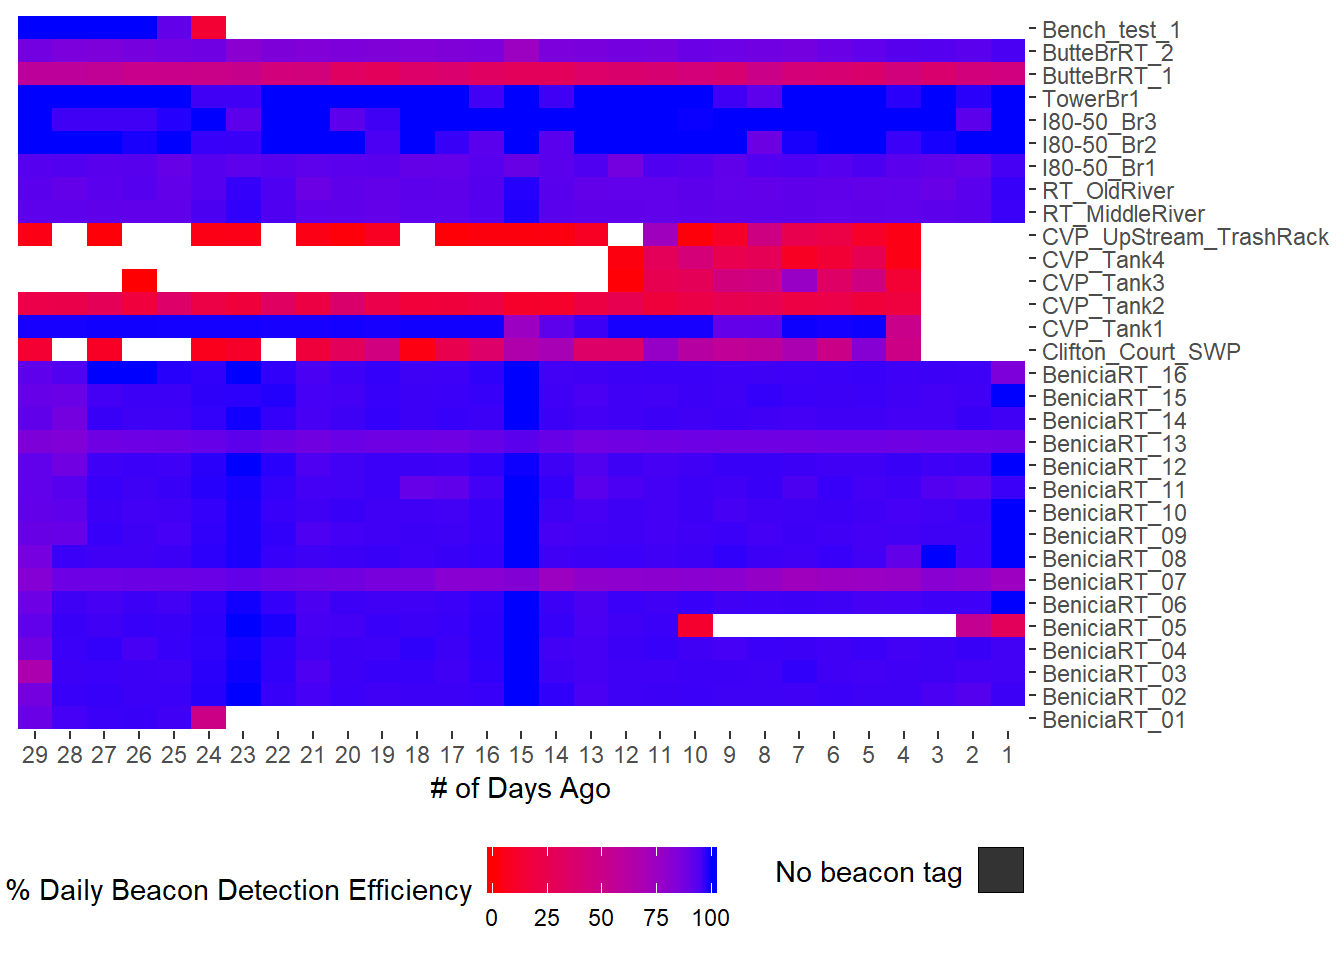 Bench_test_1
ButteBrRT_2
ButteBrRT_1
TowerBr1
I80-50_Br3
I80-50_Br2
I80-50_Br1
RT_OldRiver
RT_MiddleRiver
CVP_UpStream_TrashRack
CVP_Tank4
CVP_Tank3
CVP_Tank2
CVP_Tank1
Clifton_Court_SWP
BeniciaRT_16
BeniciaRT_15
BeniciaRT_14
BeniciaRT_13
BeniciaRT_12
BeniciaRT_11
BeniciaRT_10
BeniciaRT_09
BeniciaRT_08
BeniciaRT_07
BeniciaRT_06
BeniciaRT_05
BeniciaRT_04
BeniciaRT_03
BeniciaRT_02
BeniciaRT_01
29 28 27 26 25 24 23 22 21 20 19 18 17 16 15 14 13 12 11 10 9 8 7 6 5 4 3 2 1
# of Days Ago
% Daily Beacon Detection Efficiency
0 25 50 75 100
No beacon tag